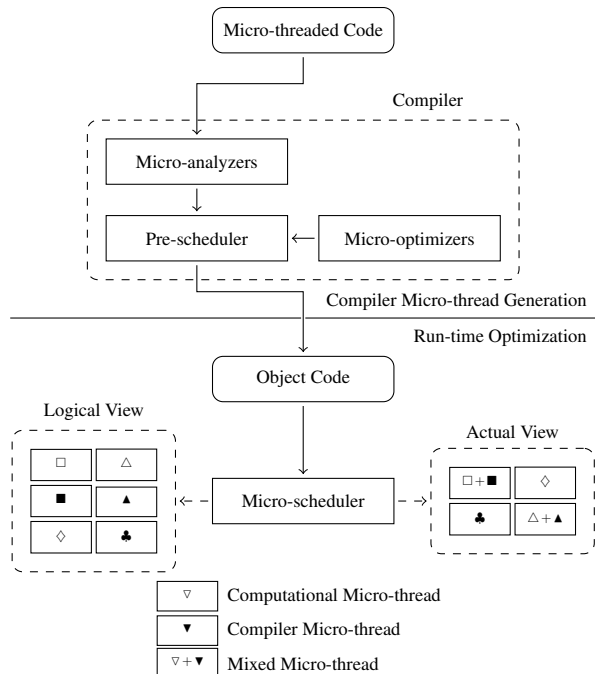 Micro-threaded Code
Compiler
Micro-analyzers
Pre-scheduler
Micro-optimizers
Compiler Micro-thread Generation
Run-time Optimization
Object Code
Logical View
Actual View
□ △
■ ▲
◇ ♣
Micro-scheduler
□+■ ◇
♣ △+▲
▽ Computational Micro-thread
▼ Compiler Micro-thread
▽+▼ Mixed Micro-thread